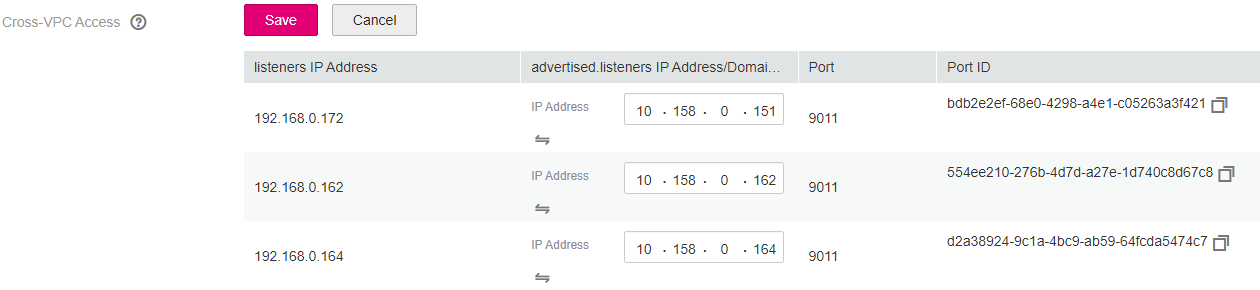 Cross-VPC Access ?
Save Cancel
listeners IP Address advertised.listeners IP Address/Domai... Port Port ID
192.168.0.172 IP Address 10 . 158 . 0 . 151 9011 bdb2e2ef-68e0-4298-a4e1-c05263a3f421
192.168.0.162 IP Address 10 . 158 . 0 . 162 9011 554ee210-276b-4d7d-a27e-1d740c8d67c8
192.168.0.164 IP Address 10 . 158 . 0 . 164 9011 d2a38924-9c1a-4bc9-ab59-64fcda5474c7